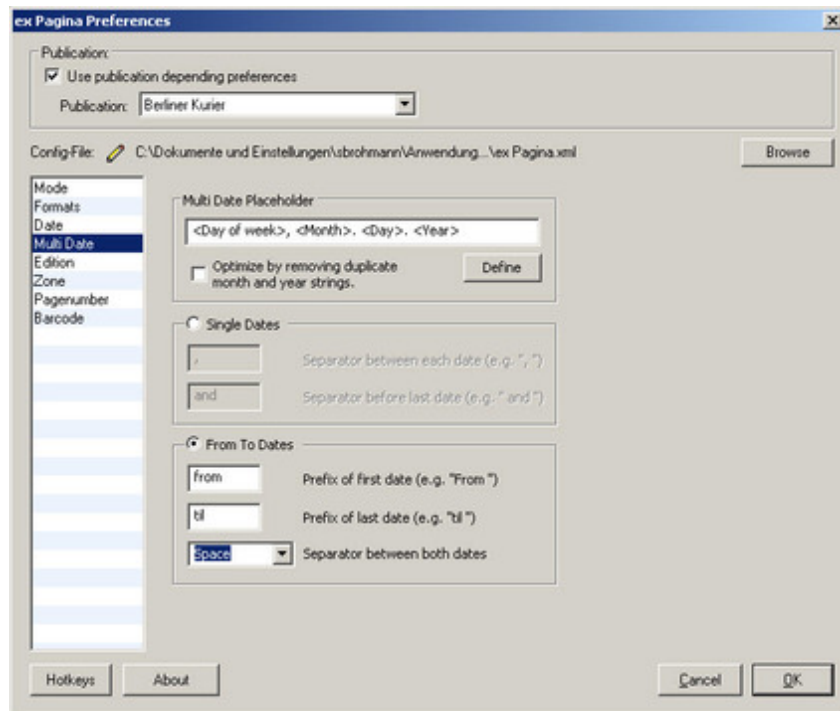 ex Pagina Preferences
Publication:
Use publication depending preferences
Publication: Berliner Kurier
Config-File: C:\Dokumente und Einstellungen\sbrohmann\Anwendung...\ex Pagina.xml Browse
Mode
Formats
Date
Multi Date
Edition
Zone
Pagenumber
Barcode
Multi Date Placeholder
<Day of week>, <Month>. <Day>. <Year>
Optimize by removing duplicate
month and year strings.
Define
Single Dates
, Separator between each date (e.g. ", ")
and Separator before last date (e.g. " and ")
From To Dates
from Prefix of first date (e.g. "From ")
til Prefix of last date (e.g. "til ")
Space Separator between both dates
Hotkeys About Cancel OK